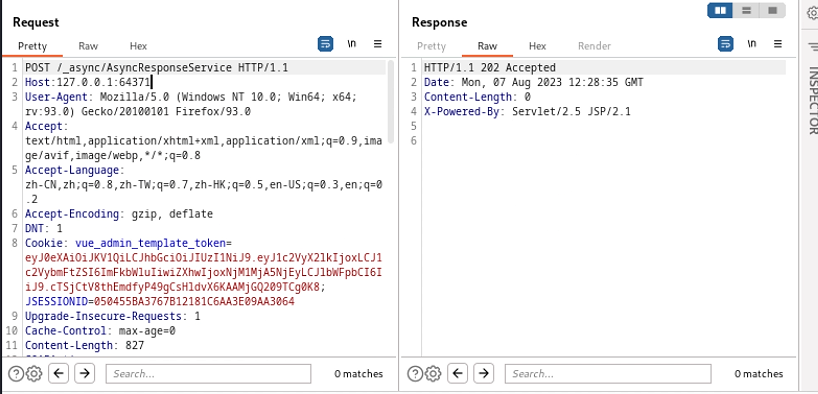 Request
Pretty Raw Hex
\n
1 POST /_async/AsyncResponseService HTTP/1.1
2 Host:127.0.0.1:64371
3 User-Agent: Mozilla/5.0 (Windows NT 10.0; Win64; x64;
rv:93.0) Gecko/20100101 Firefox/93.0
4 Accept:
text/html,application/xhtml+xml,application/xml;q=0.9,ima
ge/avif,image/webp,*/*;q=0.8
5 Accept-Language:
zh-CN,zh;q=0.8,zh-TW;q=0.7,zh-HK;q=0.5,en-US;q=0.3,en;q=0
.2
6 Accept-Encoding: gzip, deflate
7 DNT: 1
8 Cookie: vue_admin_template_token=
eyJ0eXAiOiJKV1QiLCJhbGciOiJIUzI1NiJ9.eyJ1c2VyX2lkIjoxLCJ1
c2VybmFtZSI6ImFkbWluIiwiZXhwIjoxNjM1MjA5NjEyLCJlbWFpbCI6I
iJ9.cTSjCtV8thEmdfyP49gCsHldvX6KAAMjGQ209TCg0K8;
JSESSIONID=050455BA3767B12181C6AA3E09AA3064
9 Upgrade-Insecure-Requests: 1
10 Cache-Control: max-age=0
11 Content-Length: 827
Search...
0 matches
Response
Pretty Raw Hex Render
\n
1 HTTP/1.1 202 Accepted
2 Date: Mon, 07 Aug 2023 12:28:35 GMT
3 Content-Length: 0
4 X-Powered-By: Servlet/2.5 JSP/2.1
5
6
Search...
0 matches
INSPECTOR